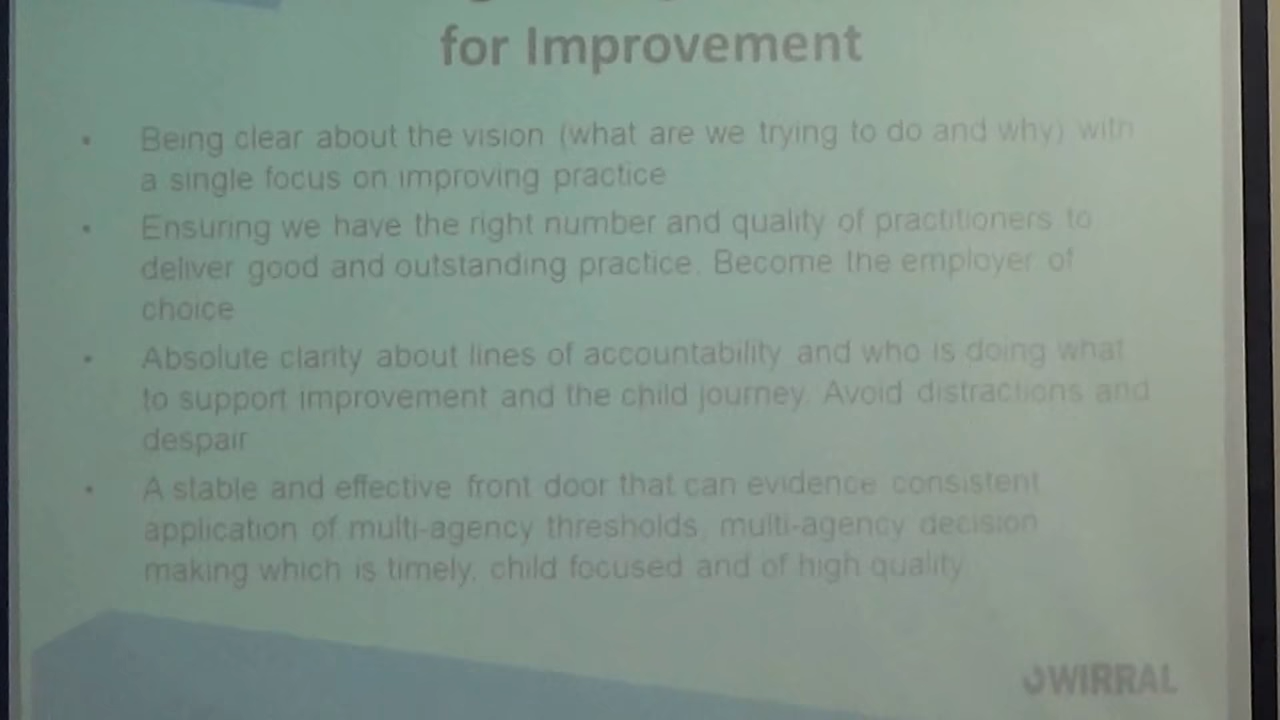 for Improvement
• Being clear about the vision (what are we trying to do and why) with
a single focus on improving practice
• Ensuring we have the right number and quality of practitioners to
deliver good and outstanding practice. Become the employer of
choice
• Absolute clarity about lines of accountability and who is doing what
to support improvement and the child journey. Avoid distractions and
despair
• A stable and effective front door that can evidence consistent
application of multi-agency thresholds, multi-agency decision
making which is timely, child focused and of high quality
WIRRAL